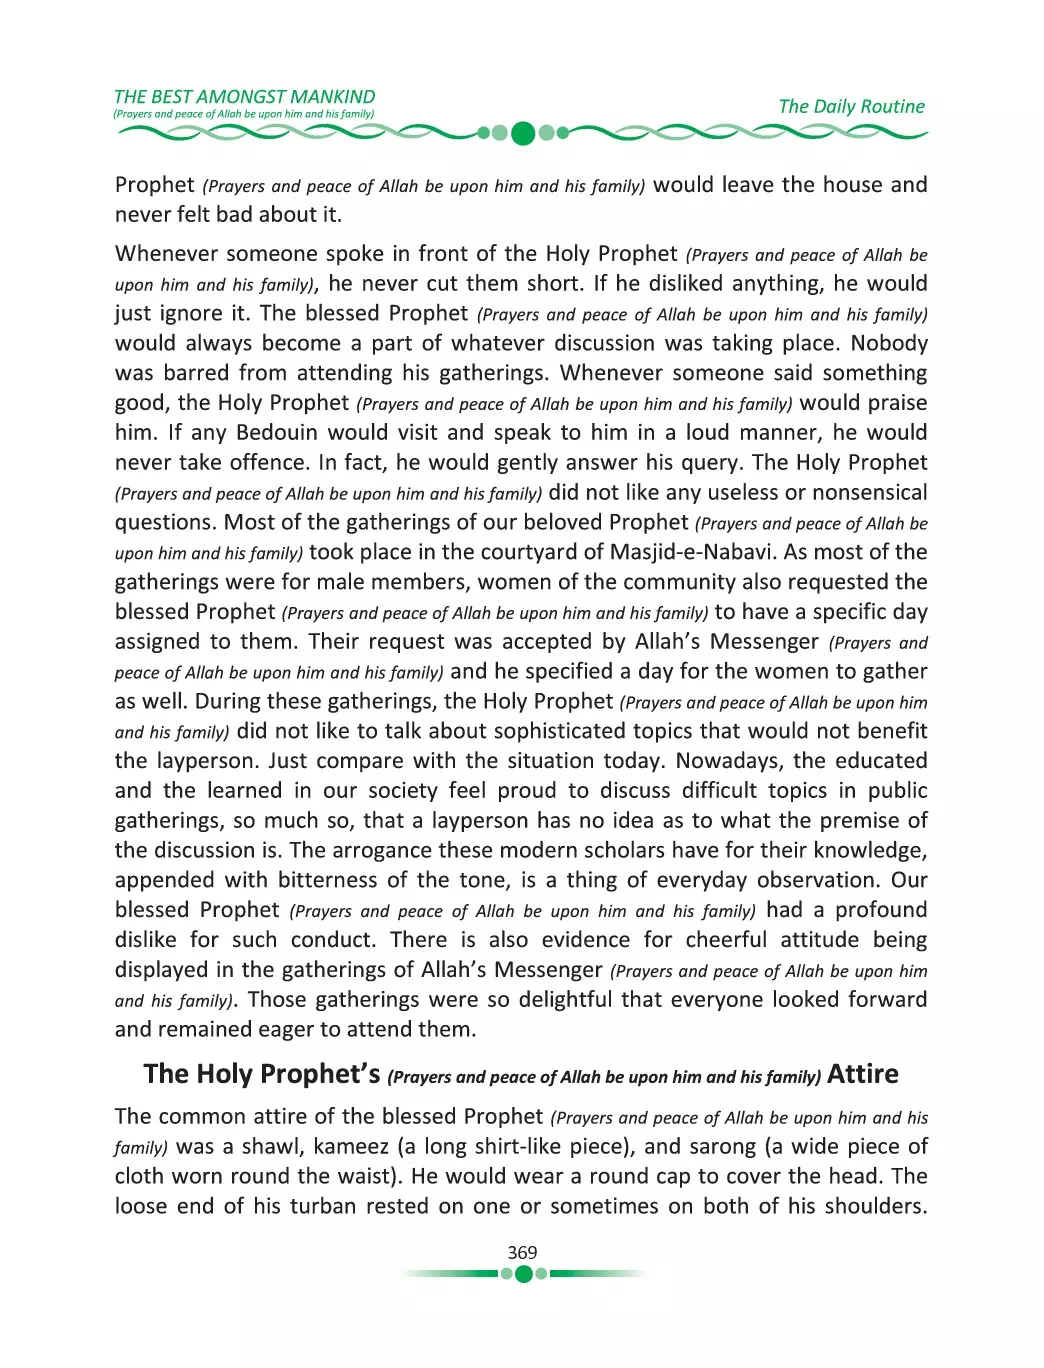 THE BEST AMONGST MANKIND
(Prayers and peace of Allah be upon him and his family)
The Daily Routine
Prophet (Prayers and peace of Allah be upon him and his family) would leave the house and
never felt bad about it.
Whenever someone spoke in front of the Holy Prophet (Prayers and peace of Allah be
upon him and his family), he never cut them short. If he disliked anything, he would
just ignore it. The blessed Prophet (Prayers and peace of Allah be upon him and his family)
would always become a part of whatever discussion was taking place. Nobody
was barred from attending his gatherings. Whenever someone said something
good, the Holy Prophet (Prayers and peace of Allah be upon him and his family) would praise
him. If any Bedouin would visit and speak to him in a loud manner, he would
never take offence. In fact, he would gently answer his query. The Holy Prophet
(Prayers and peace of Allah be upon him and his family) did not like any useless or nonsensical
questions. Most of the gatherings of our beloved Prophet (Prayers and peace of Allah be
upon him and his family) took place in the courtyard of Masjid-e-Nabavi. As most of the
gatherings were for male members, women of the community also requested the
blessed Prophet (Prayers and peace of Allah be upon him and his family) to have a specific day
assigned to them. Their request was accepted by Allah’s Messenger (Prayers and
peace of Allah be upon him and his family) and he specified a day for the women to gather
as well. During these gatherings, the Holy Prophet (Prayers and peace of Allah be upon him
and his family) did not like to talk about sophisticated topics that would not benefit
the layperson. Just compare with the situation today. Nowadays, the educated
and the learned in our society feel proud to discuss difficult topics in public
gatherings, so much so, that a layperson has no idea as to what the premise of
the discussion is. The arrogance these modern scholars have for their knowledge,
appended with bitterness of the tone, is a thing of everyday observation. Our
blessed Prophet (Prayers and peace of Allah be upon him and his family) had a profound
dislike for such conduct. There is also evidence for cheerful attitude being
displayed in the gatherings of Allah’s Messenger (Prayers and peace of Allah be upon him
and his family). Those gatherings were so delightful that everyone looked forward
and remained eager to attend them.
The Holy Prophet’s (Prayers and peace of Allah be upon him and his family) Attire
The common attire of the blessed Prophet (Prayers and peace of Allah be upon him and his
family) was a shawl, kameez (a long shirt-like piece), and sarong (a wide piece of
cloth worn round the waist). He would wear a round cap to cover the head. The
loose end of his turban rested on one or sometimes on both of his shoulders.
369